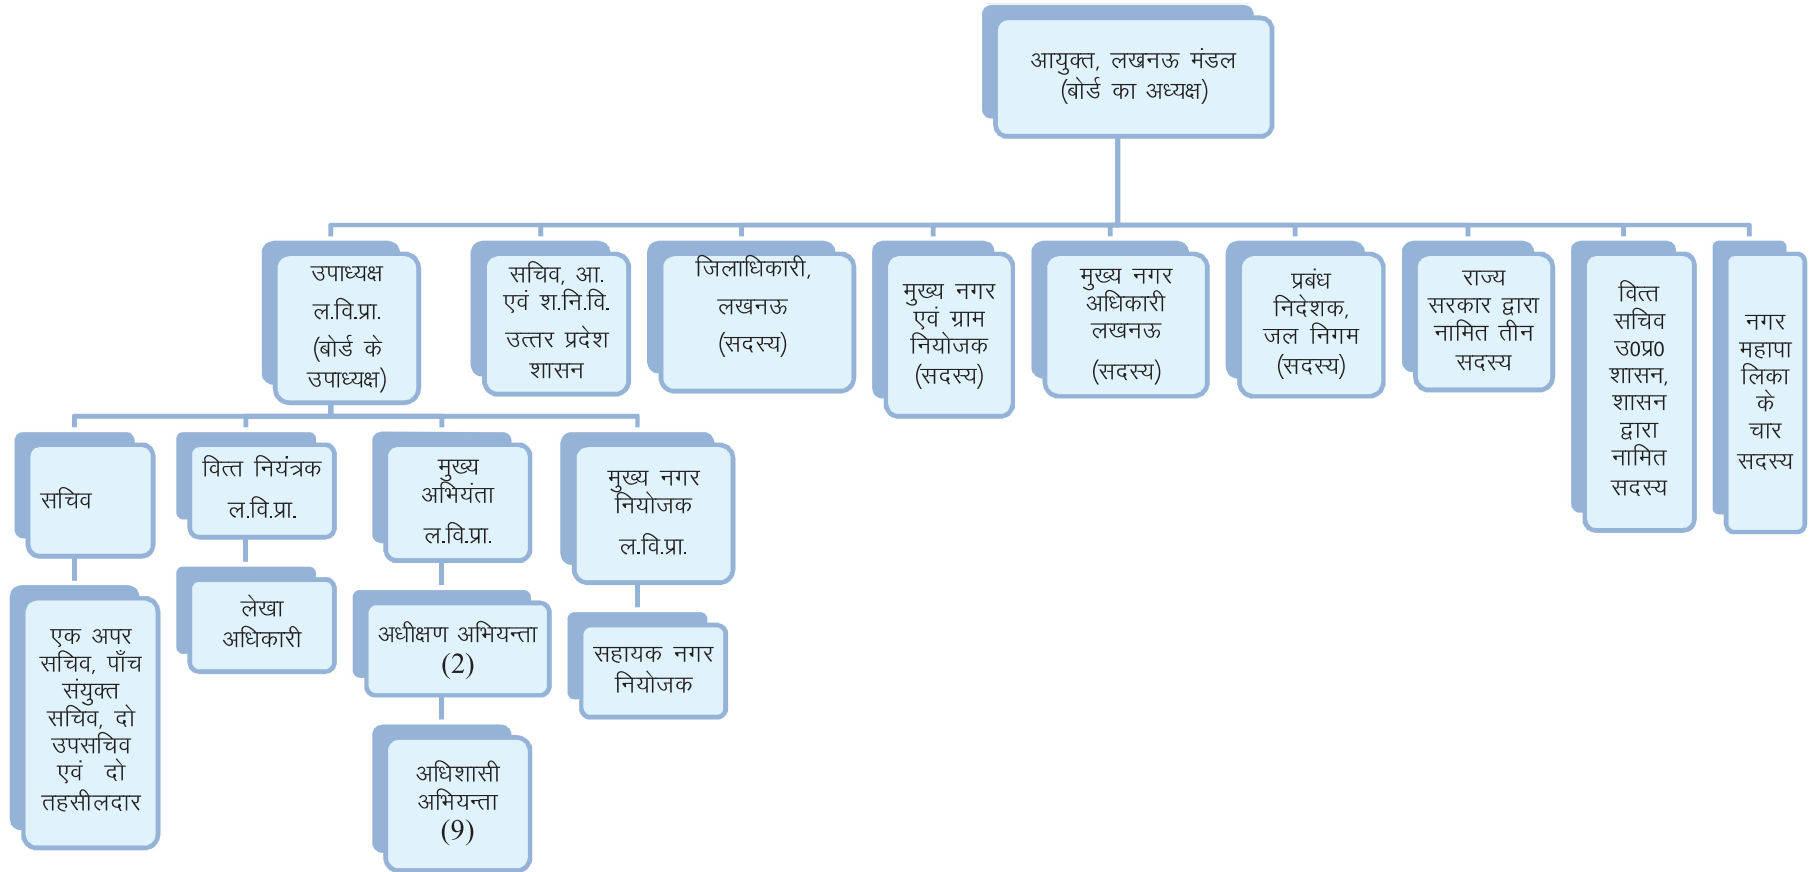 आयुक्त, लखनऊ मंडल
(बोर्ड का अध्यक्ष)
उपाध्यक्ष
ल.वि.प्रा.
(बोर्ड के
उपाध्यक्ष)
सचिव, आ.
एवं श.नि.वि.
उत्तर प्रदेश
शासन
जिलाधिकारी,
लखनऊ
(सदस्य)
मुख्य नगर
एवं ग्राम
नियोजक
(सदस्य)
मुख्य नगर
अधिकारी
लखनऊ
(सदस्य)
प्रबंध
निदेशक,
जल निगम
(सदस्य)
राज्य
सरकार द्वारा
नामित तीन
सदस्य
वित्त
सचिव
उ0प्र0
शासन,
शासन
द्वारा
नामित
सदस्य
नगर
महापा
लिका
के
चार
सदस्य
सचिव
वित्त नियंत्रक
ल.वि.प्रा.
मुख्य
अभियंता
ल.वि.प्रा.
मुख्य नगर
नियोजक
ल.वि.प्रा.
एक अपर
सचिव, पाँच
संयुक्त
सचिव, दो
उपसचिव
एवं दो
तहसीलदार
लेखा
अधिकारी
अधीक्षण अभियन्ता
(2)
सहायक नगर
नियोजक
अधिशासी
अभियन्ता
(9)